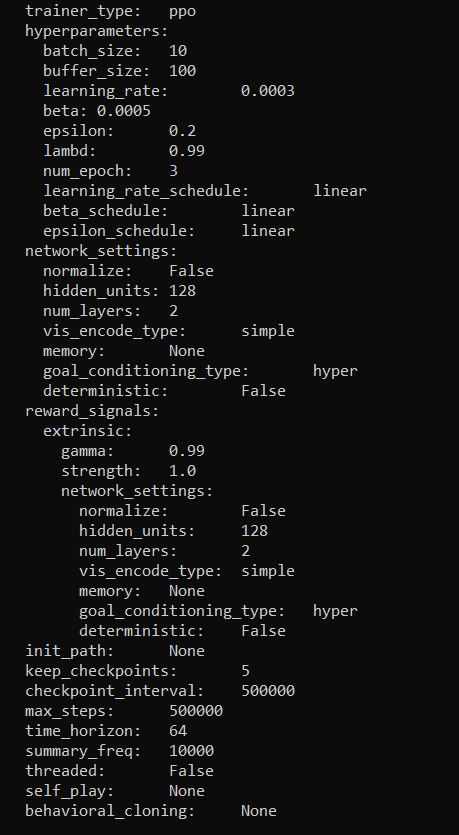 trainer_type: ppo
hyperparameters:
batch_size: 10
buffer_size: 100
learning_rate: 0.0003
beta: 0.0005
epsilon: 0.2
lambd: 0.99
num_epoch: 3
learning_rate_schedule: linear
beta_schedule: linear
epsilon_schedule: linear
network_settings:
normalize: False
hidden_units: 128
num_layers: 2
vis_encode_type: simple
memory: None
goal_conditioning_type: hyper
deterministic: False
reward_signals:
extrinsic:
gamma: 0.99
strength: 1.0
network_settings:
normalize: False
hidden_units: 128
num_layers: 2
vis_encode_type: simple
memory: None
goal_conditioning_type: hyper
deterministic: False
init_path: None
keep_checkpoints: 5
checkpoint_interval: 500000
max_steps: 500000
time_horizon: 64
summary_freq: 10000
threaded: False
self_play: None
behavioral_cloning: None